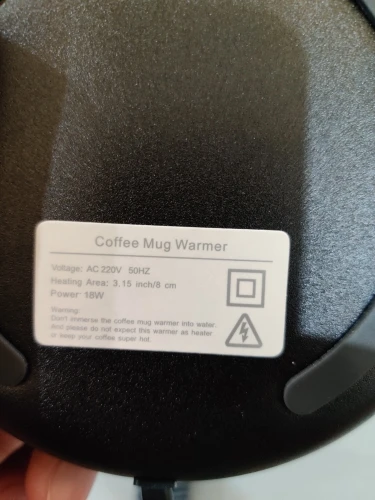 Coffee Mug Warmer
Voltage: AC 220V 50HZ
Heating Area: 3.15 inch/8 cm
Power: 18W
Warning:
Don't immerse the coffee mug warmer into water.
And please do not expect this warmer as heater
or keep your coffee super hot